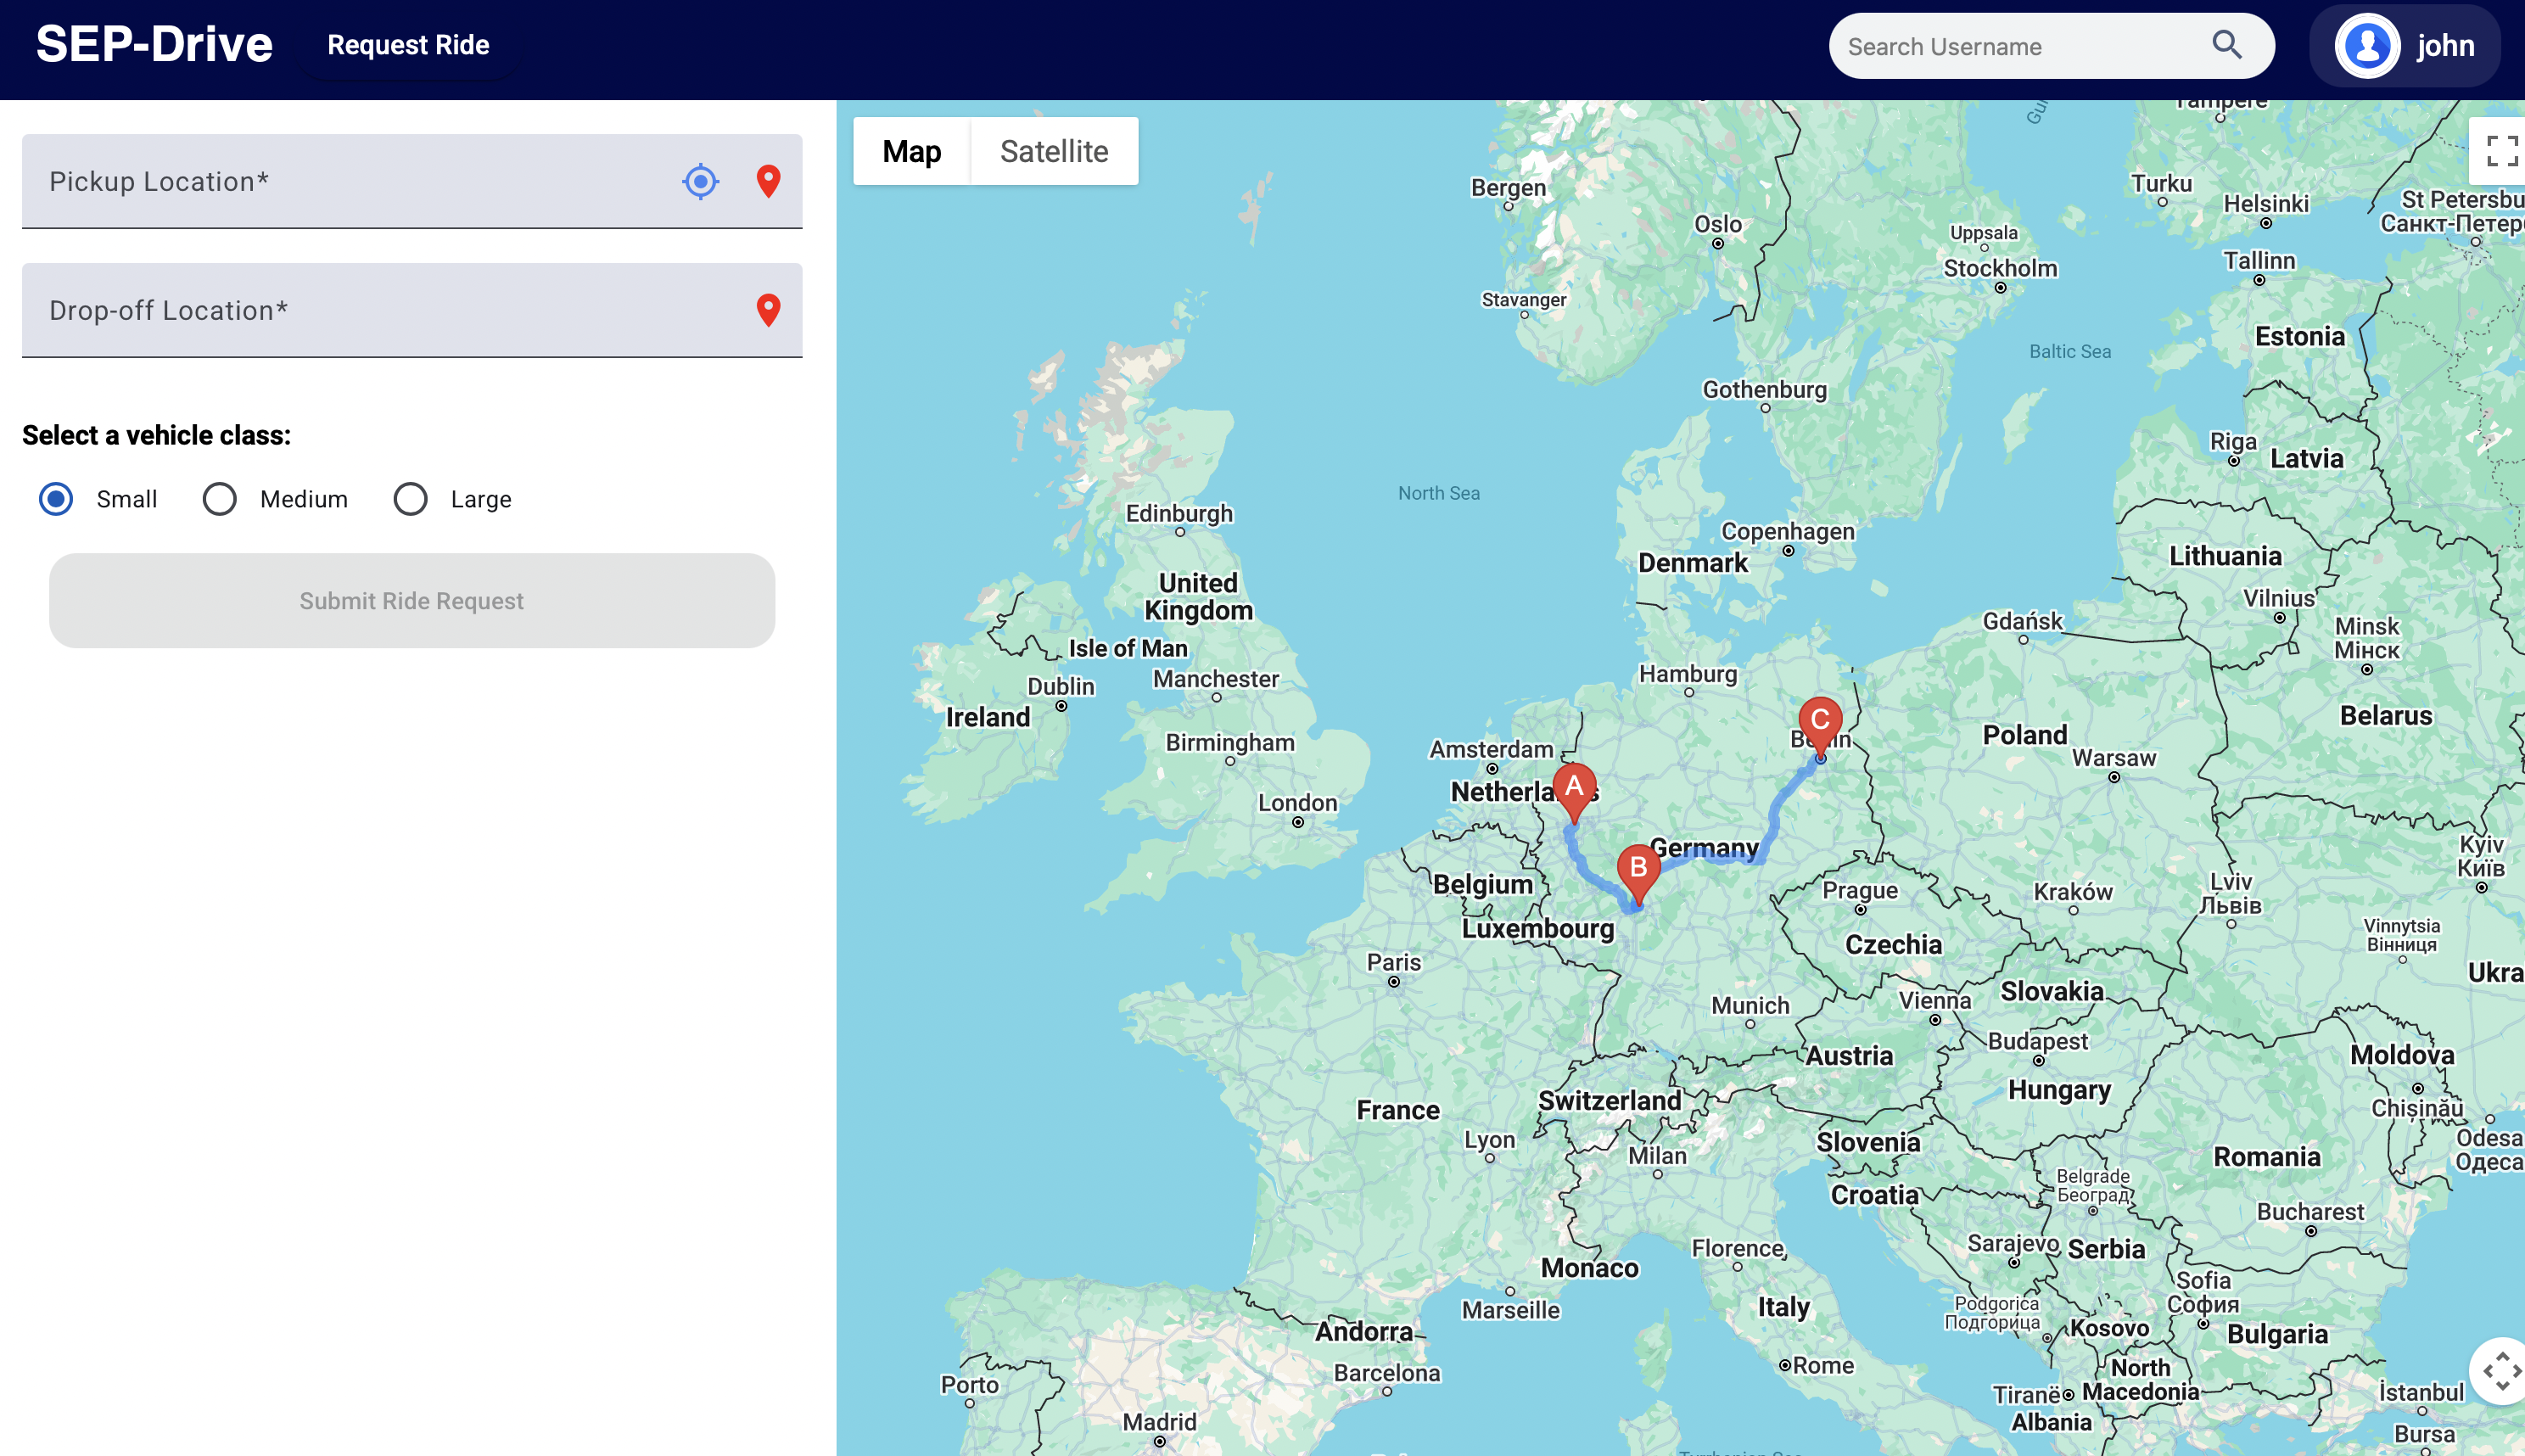 SEP-Drive
Request Ride
Search Username
john
Pickup Location*
Drop-off Location*
Select a vehicle class:
Small
Medium
Large
Submit Ride Request
Map
Satellite
Tampere
Bergen
Turku
Helsinki
St Petersbu
Санкт-Петер
Oslo
Uppsala
Stockholm
Tallinn
Stavanger
Estonia
Baltic Sea
Gothenburg
Riga
Latvia
North Sea
Edinburgh
Copenhagen
Denmark
Lithuania
United
Kingdom
Vilnius
Gdańsk
Minsk
Мінск
Isle of Man
Hamburg
Manchester
Dublin
Ireland
Belarus
C
Poland
Birmingham
Amsterdam
Warsaw
A
London
Germany
Kyiv
Київ
B
Belgium
Prague
Kraków
Lviv
Львів
Luxembourg
Czechia
Vinnytsia
Вінниця
Paris
Ukra
Slovakia
Munich
Vienna
Budapest
Austria
Moldova
Hungary
Switzerland
France
Chișinău
Lyon
Slovenia
Odesa
Одеса
Milan
Romania
Belgrade
Београд
Croatia
Bucharest
Sarajevo
Serbia
Florence
Monaco
Sofia
София
Marseille
Italy
Podgorica
Подгорица
Kosovo
Bulgaria
Andorra
Rome
North
Macedonia
Barcelona
Porto
Tiranë
İstanbul
Madrid
Albania
Bursa